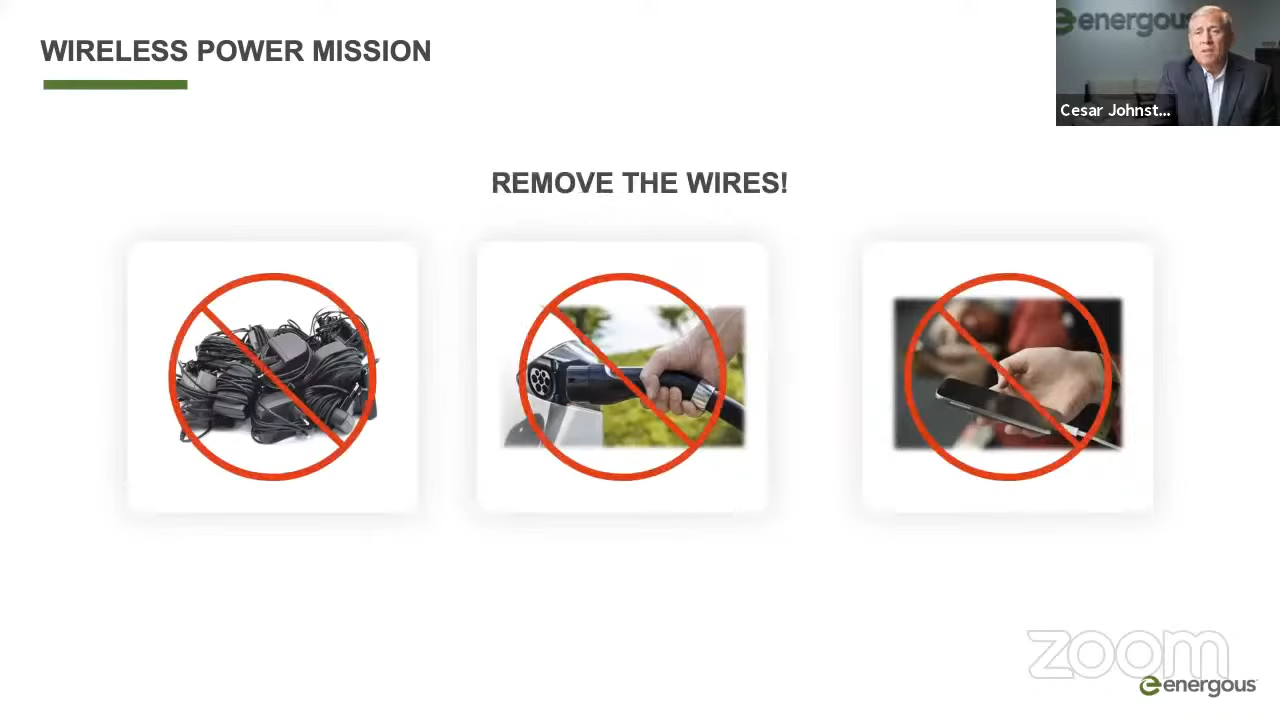 WIRELESS POWER MISSION
energous
Cesar Johnst...
REMOVE THE WIRES!
zoom
energous